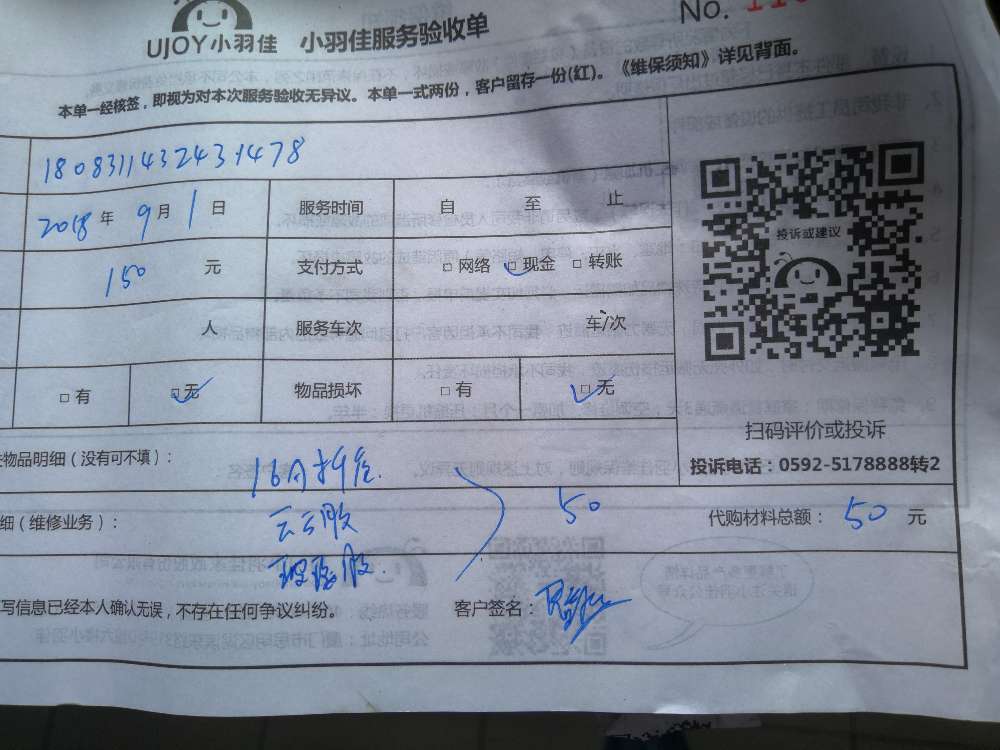 UJOY小羽佳 小羽佳服务验收单 No. 11
本单一经核签，即视为对本次服务验收无异议。本单一式两份，客户留存一份(红)。《维保须知》详见背面。
1808311432431478
2018 年 9 月 1 日 服务时间 自 至 止
投诉或建议
150 元 支付方式 □ 网络 □ 现金 □ 转账
人 服务车次 车/次
□ 有 □ 无 物品损坏 □ 有 □ 无
扫码评价或投诉
物品明细（没有可不填）：
投诉电话：0592-5178888转2
细（维修业务）： 50 代购材料总额： 50 元
玻璃胶
写信息已经本人确认无误，不存在任何争议纠纷。 客户签名：